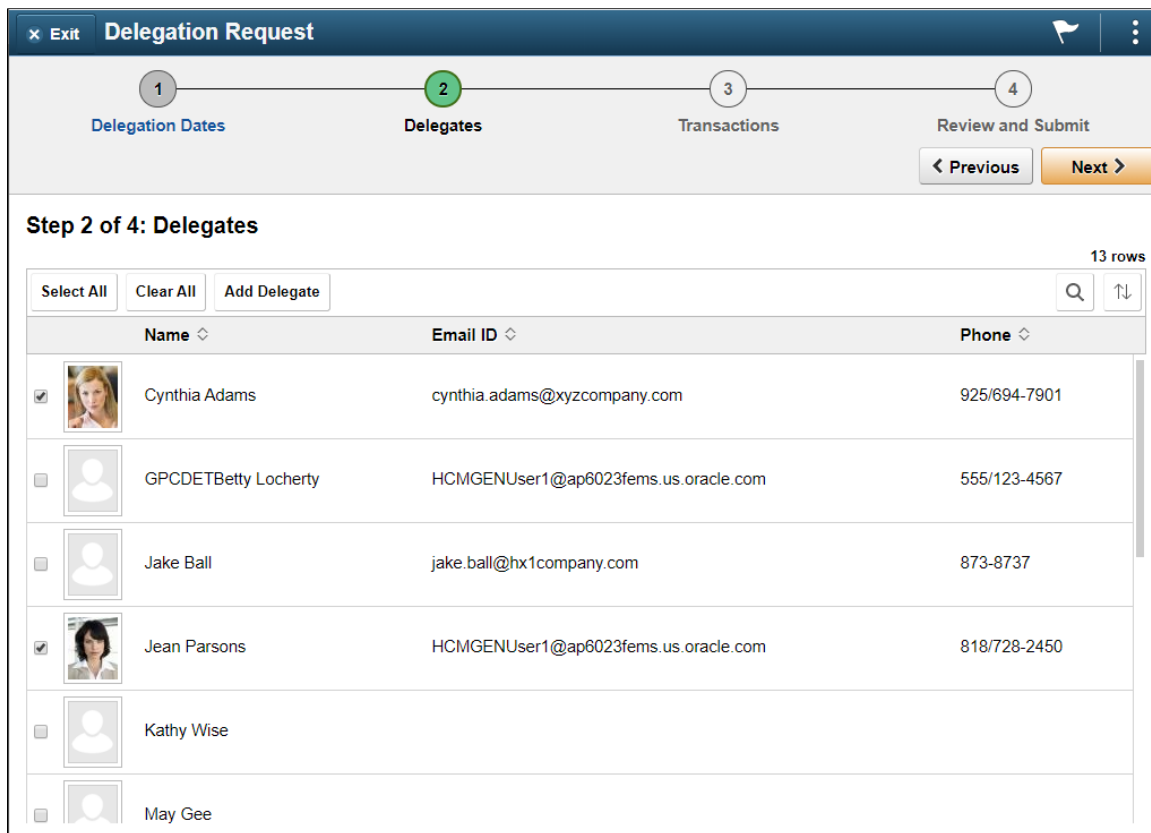 × Exit Delegation Request
1 2 3 4
Delegation Dates Delegates Transactions Review and Submit
Previous Next
Step 2 of 4: Delegates
13 rows
Select All Clear All Add Delegate
Name Email ID Phone
Cynthia Adams cynthia.adams@xyzcompany.com 925/694-7901
GPCDETBetty Locherty HCMGENUser1@ap6023fems.us.oracle.com 555/123-4567
Jake Ball jake.ball@hx1company.com 873-8737
Jean Parsons HCMGENUser1@ap6023fems.us.oracle.com 818/728-2450
Kathy Wise
May Gee